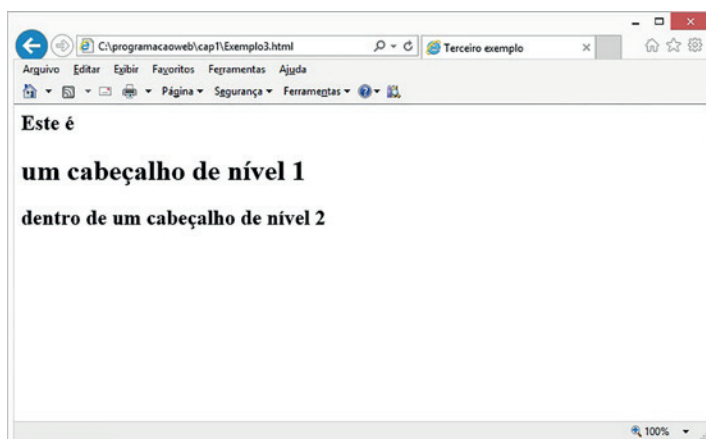 C:\programacaoweb\cap1\Exemplo3.html
Terceiro exemplo
Arquivo Editar Exibir Favoritos Ferramentas Ajuda
Página Segurança Ferramentas
Este é
um cabeçalho de nível 1
dentro de um cabeçalho de nível 2
100%